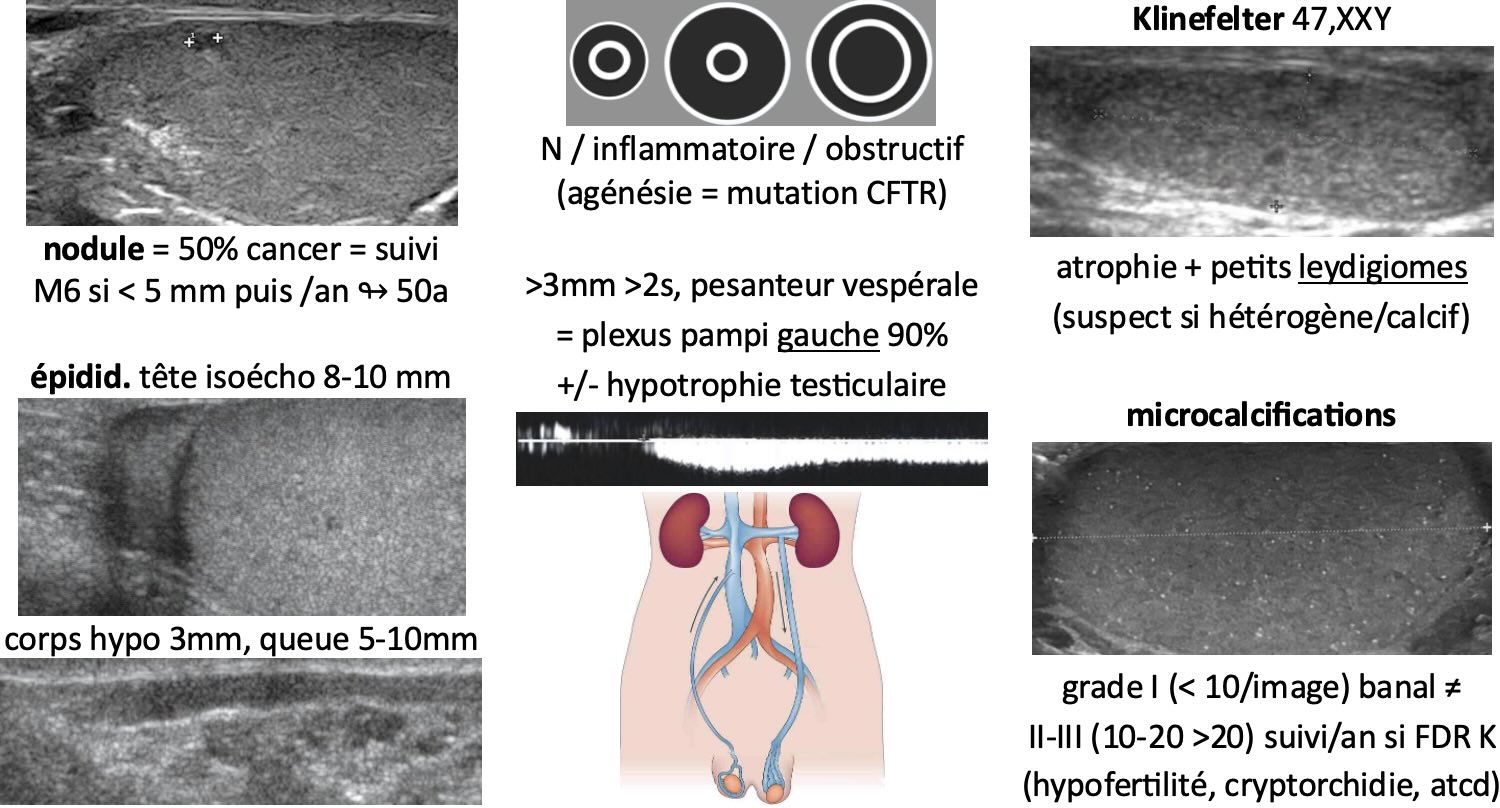 nodule = 50% cancer = suivi
M6 si < 5 mm puis /an ↬ 50a
épidid. tête isoécho 8-10 mm
corps hypo 3mm, queue 5-10mm
N / inflammatoire / obstructif
(agénésie = mutation CFTR)
>3mm >2s, pesanteur vespérale
= plexus pampi gauche 90%
+/- hypotrophie testiculaire
Klinefelter 47,XXY
atrophie + petits leydigiomes
(suspect si hétérogène/calcif)
microcalcifications
grade I (< 10/image) banal ≠
II-III (10-20 >20) suivi/an si FDR K
(hypofertilité, cryptorchidie, atcd)